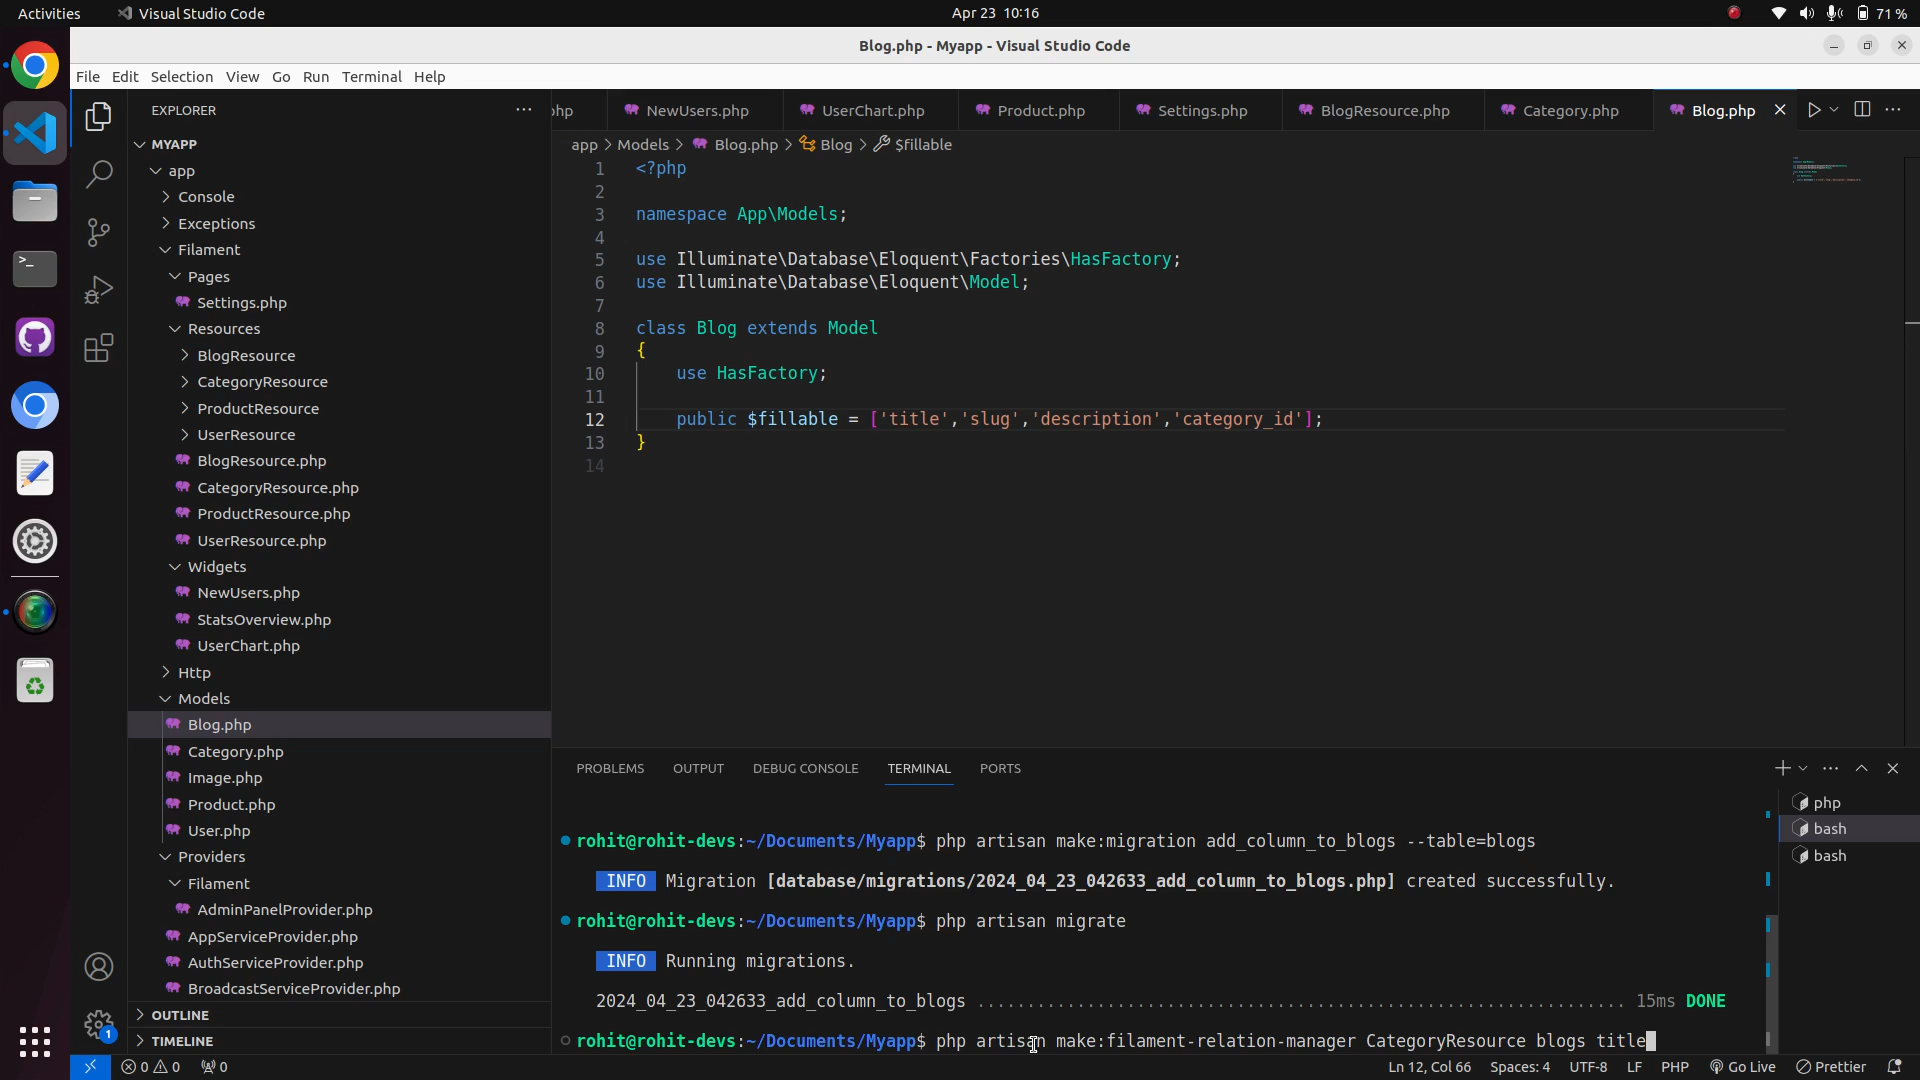 Activities
Visual Studio Code
Apr 23 10:16
71 %
Blog.php - Myapp - Visual Studio Code
File Edit Selection View Go Run Terminal Help
EXPLORER
hp NewUsers.php UserChart.php Product.php Settings.php BlogResource.php Category.php Blog.php
app > Models > Blog.php > Blog > $fillable
MYAPP
app
Console
Exceptions
Filament
Pages
Settings.php
Resources
BlogResource
CategoryResource
ProductResource
UserResource
BlogResource.php
CategoryResource.php
ProductResource.php
UserResource.php
Widgets
NewUsers.php
StatsOverview.php
UserChart.php
Http
Models
Blog.php
Category.php
Image.php
Product.php
User.php
Providers
Filament
AdminPanelProvider.php
AppServiceProvider.php
AuthServiceProvider.php
BroadcastServiceProvider.php
OUTLINE
TIMELINE
1 <?php
2
3 namespace App\Models;
4
5 use Illuminate\Database\Eloquent\Factories\HasFactory;
6 use Illuminate\Database\Eloquent\Model;
7
8 class Blog extends Model
9 {
10 use HasFactory;
11
12 public $fillable = ['title','slug','description','category_id'];
13 }
14
PROBLEMS OUTPUT DEBUG CONSOLE TERMINAL PORTS
rohit@rohit-devs:~/Documents/Myapp$ php artisan make:migration add_column_to_blogs --table=blogs
INFO Migration [database/migrations/2024_04_23_042633_add_column_to_blogs.php] created successfully.
rohit@rohit-devs:~/Documents/Myapp$ php artisan migrate
INFO Running migrations.
2024_04_23_042633_add_column_to_blogs ................................................................. 15ms DONE
rohit@rohit-devs:~/Documents/Myapp$ php artisan make:filament-relation-manager CategoryResource blogs title
php
bash
bash
1
0 0 0
Ln 12, Col 66 Spaces: 4 UTF-8 LF PHP Go Live Prettier